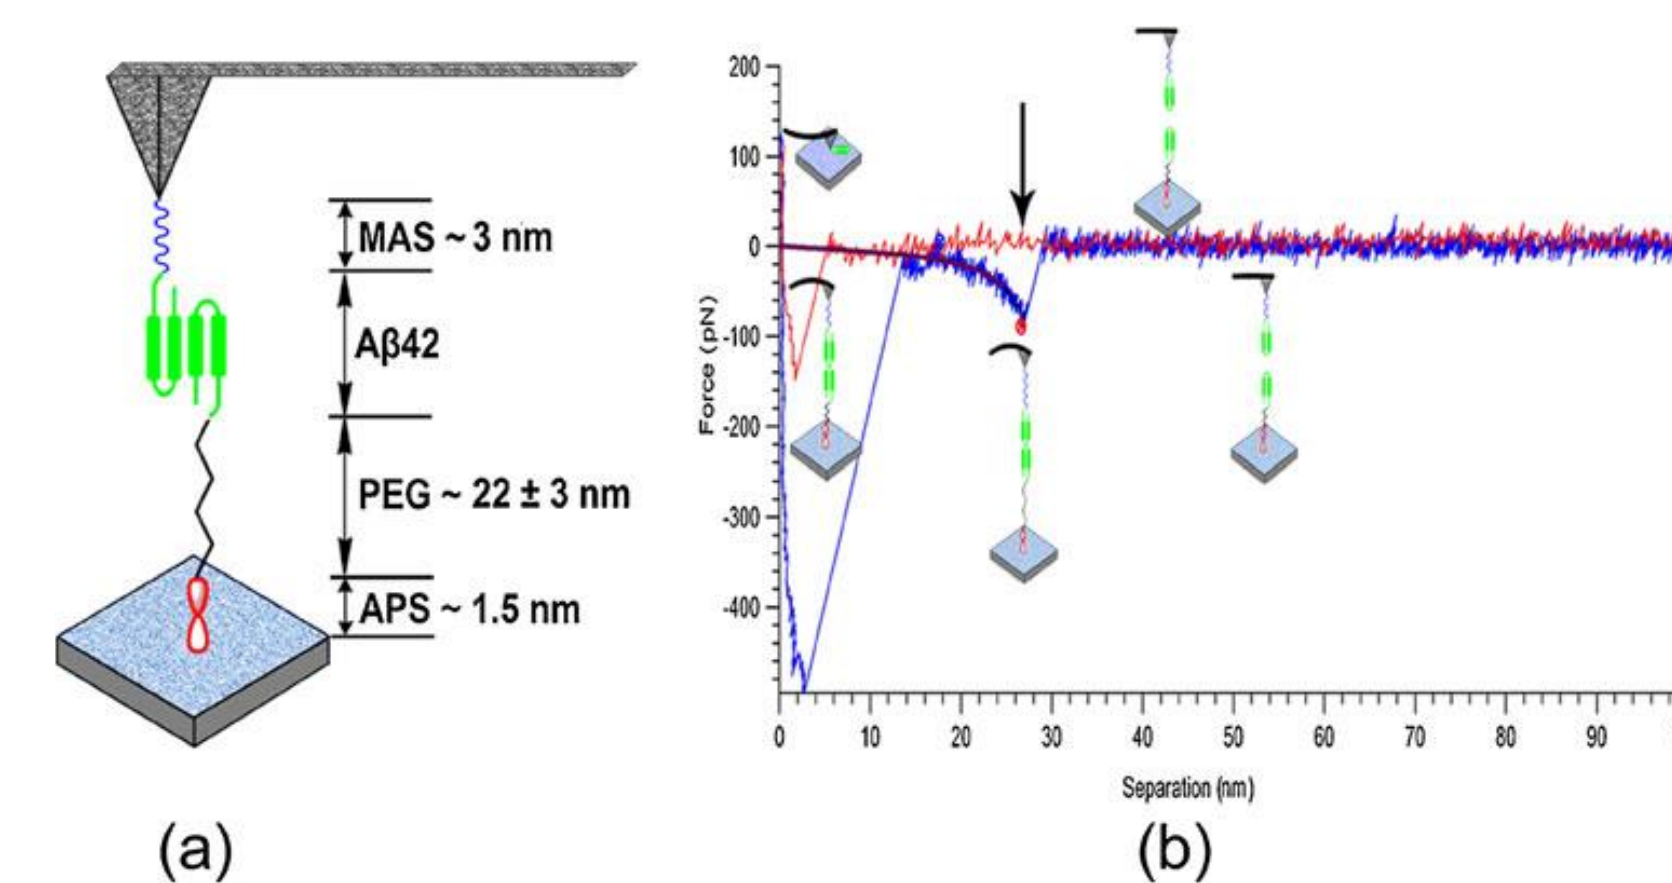 MAS ~ 3 nm
Aβ42
PEG ~ 22 ± 3 nm
APS ~ 1.5 nm
(a)
200
100
0
-100
-200
-300
-400
Force (pN)
0 10 20 30 40 50 60 70 80 90
Separation (nm)
(b)